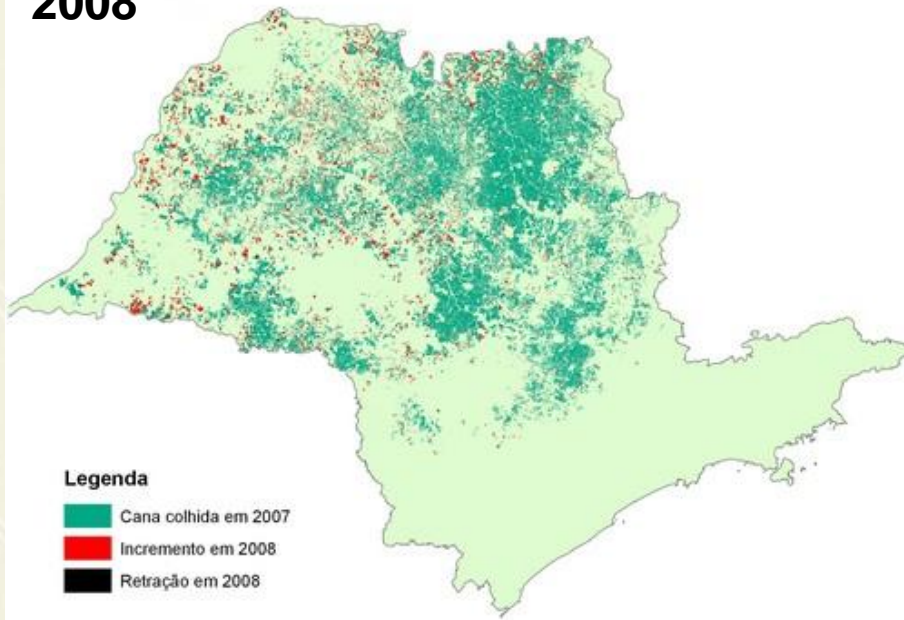 2008
Legenda
Cana colhida em 2007
Incremento em 2008
Retração em 2008